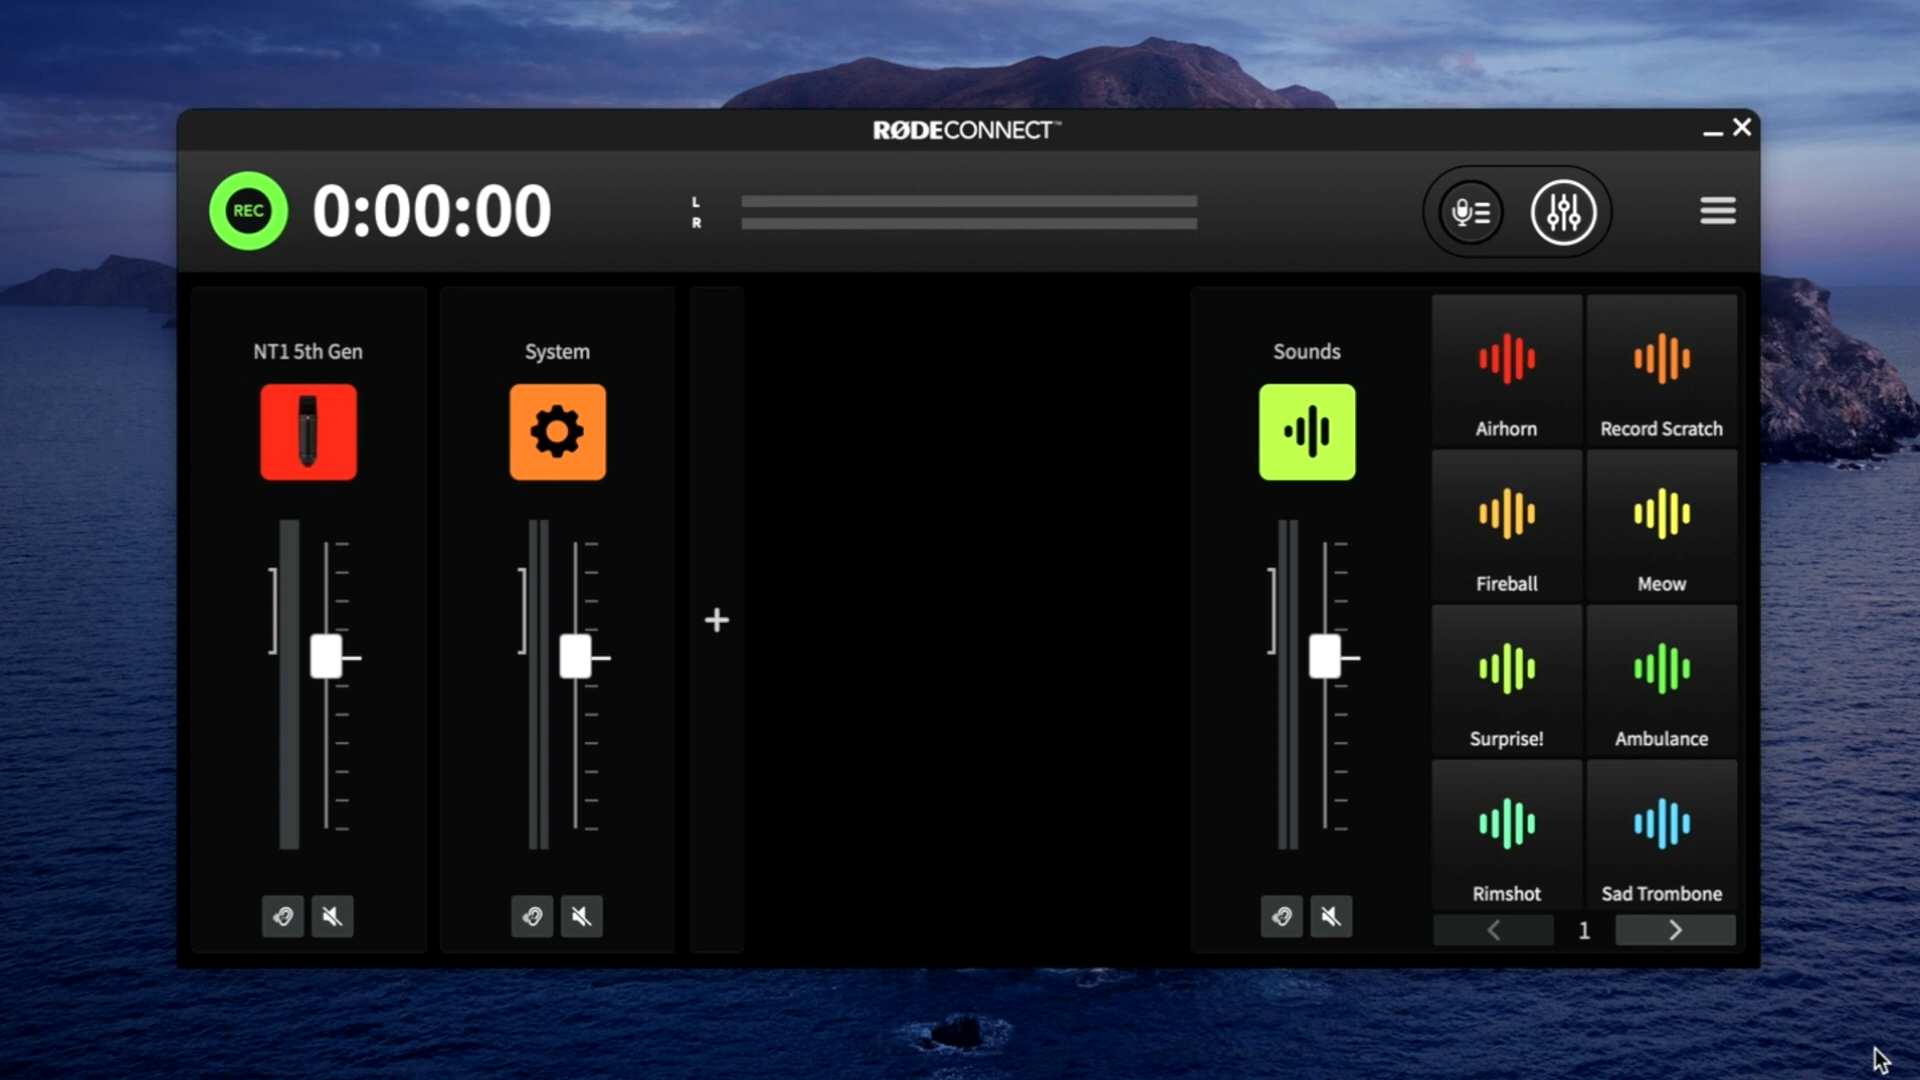 RØDECONNECT™
REC
0:00:00
L
R
NT1 5th Gen
System
Sounds
Airhorn
Record Scratch
Fireball
Meow
Surprise!
Ambulance
Rimshot
Sad Trombone
1